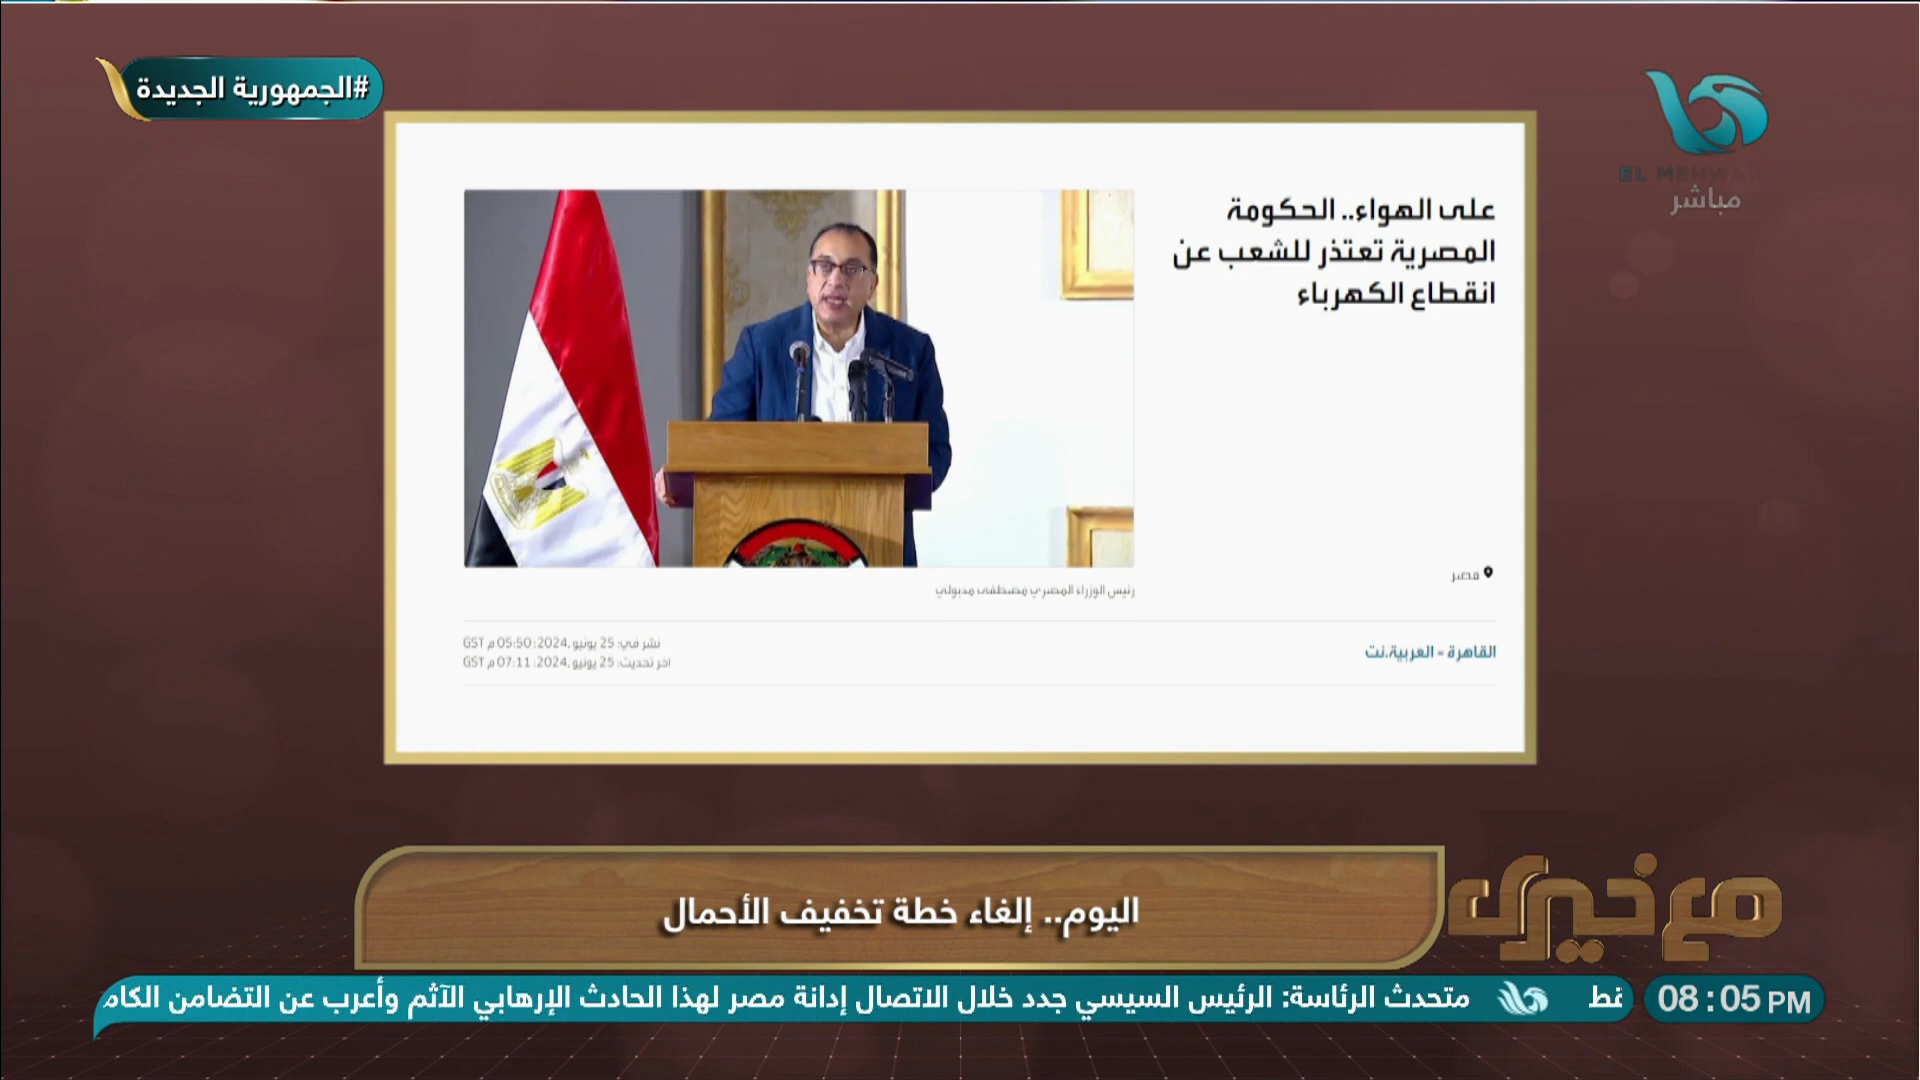 #الجمهورية الجديدة
EL MEHWAR
مباشر
على الهواء.. الحكومة
المصرية تعتذر للشعب عن
انقطاع الكهرباء
مصر
رئيس الوزراء المصري مصطفى مدبولي
القاهرة - العربية.نت
نشر في: 25 يونيو ,2024: 05:50 م GST
آخر تحديث: 25 يونيو ,2024: 07:11 م GST
مع خيري
اليوم.. إلغاء خطة تخفيف الأحمال
متحدث الرئاسة: الرئيس السيسي جدد خلال الاتصال إدانة مصر لهذا الحادث الإرهابي الآثم وأعرب عن التضامن
08:05 PM